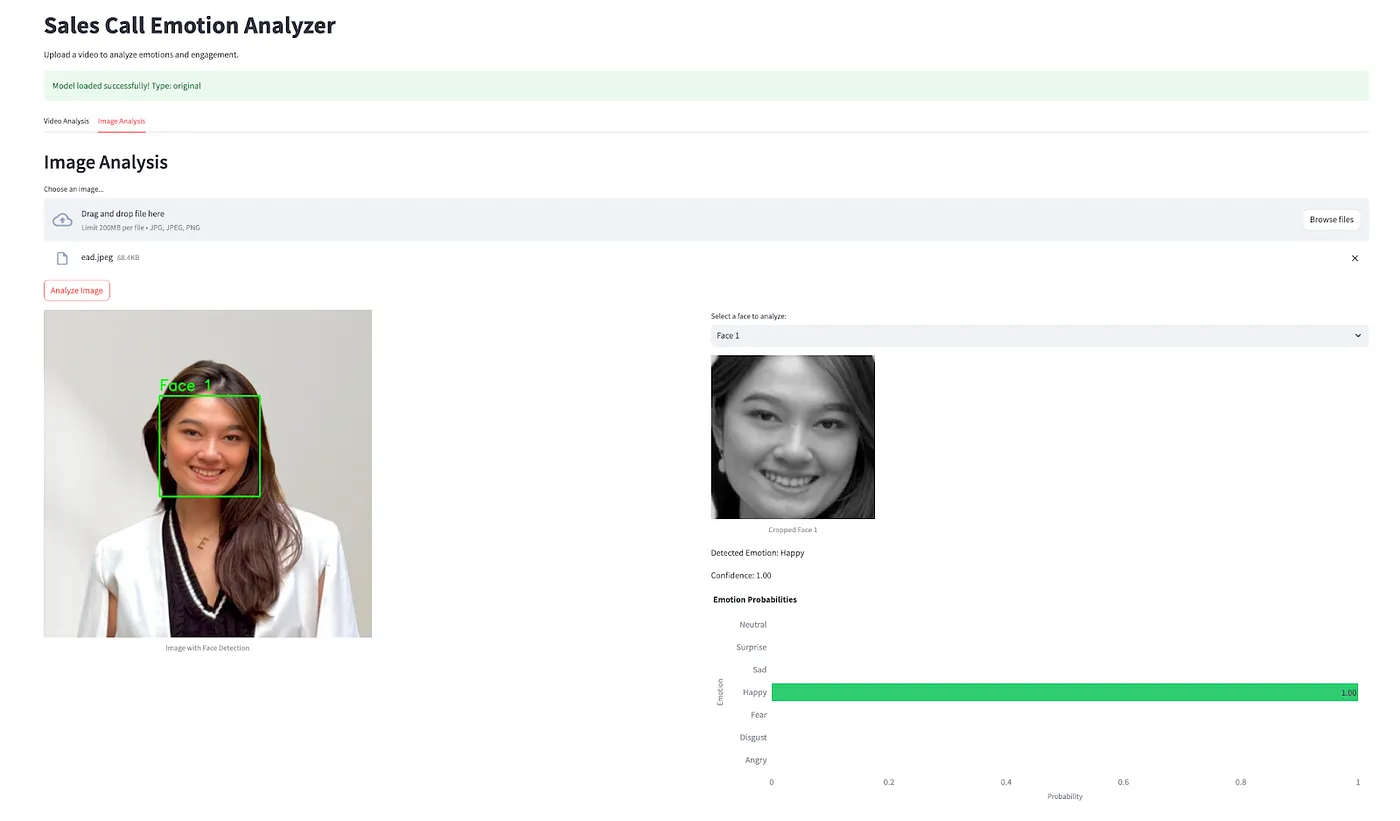 Sales Call Emotion Analyzer
Upload a video to analyze emotions and engagement.
Model loaded successfully! Type: original
Video Analysis Image Analysis
Image Analysis
Choose an image...
Drag and drop file here
Limit 200MB per file • JPG, JPEG, PNG
Browse files
ead.jpeg 88.4KB
Analyze Image
Face 1
E
Image with Face Detection
Select a face to analyze:
Face 1
Cropped Face 1
Detected Emotion: Happy
Confidence: 1.00
Emotion Probabilities
Emotion
Neutral
Surprise
Sad
Happy 1.00
Fear
Disgust
Angry
0 0.2 0.4 0.6 0.8 1
Probability